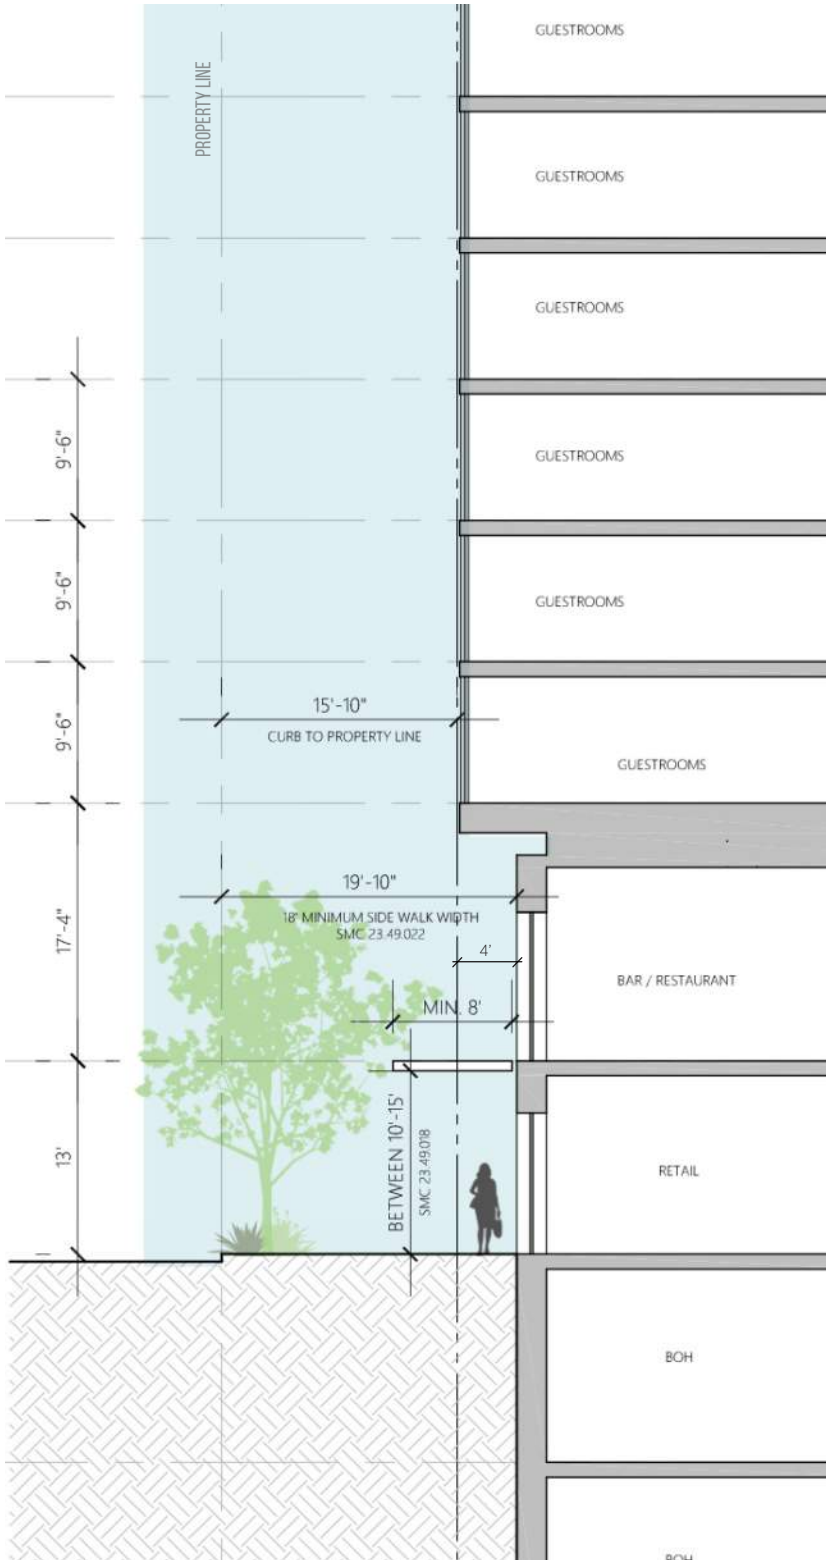 GUESTROOMS
PROPERTY LINE
GUESTROOMS
GUESTROOMS
9'-6"
GUESTROOMS
9'-6"
GUESTROOMS
15'-10"
CURB TO PROPERTY LINE
9'-6"
GUESTROOMS
19'-10"
18' MINIMUM SIDE WALK WIDTH
SMC 23.49.022
17'-4"
4'
BAR / RESTAURANT
MIN. 8'
BETWEEN 10'-15'
SMC 23.49.018
13'
RETAIL
BOH
BOH